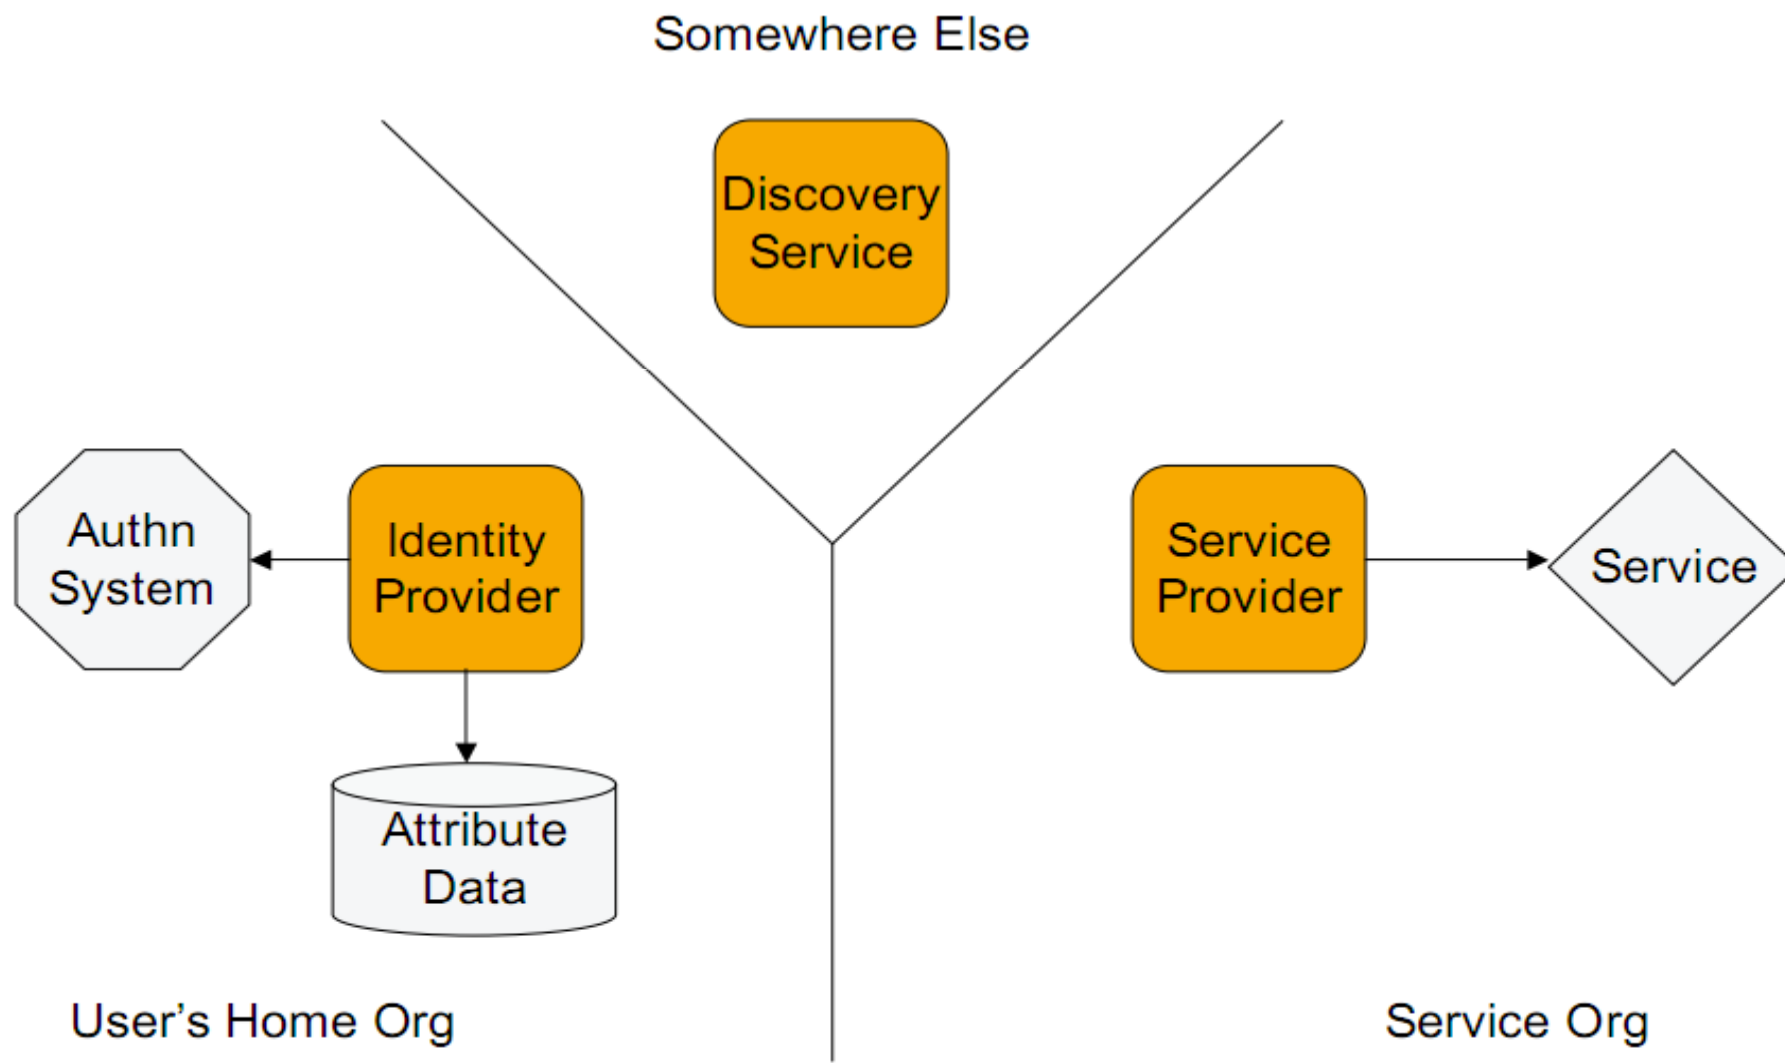 Somewhere Else
Discovery
Service
Authn
System
Identity
Provider
Service
Provider
Service
Attribute
Data
User’s Home Org
Service Org